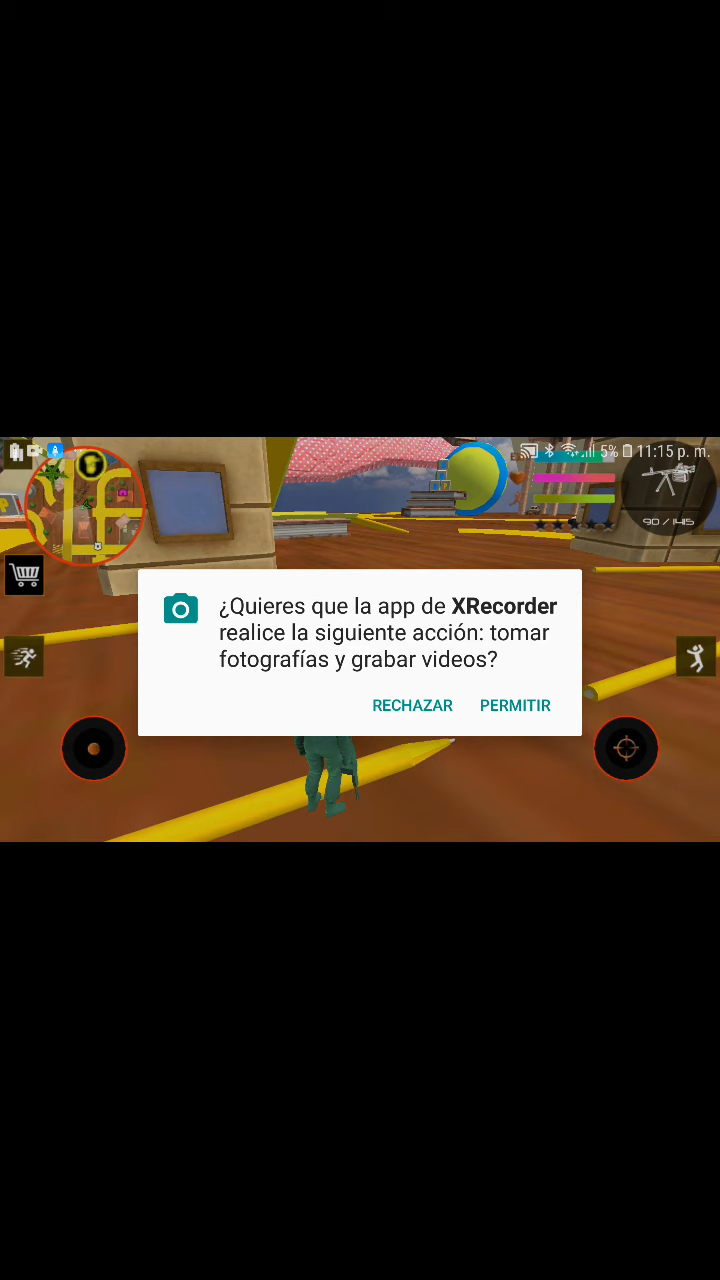 5% 11:15 p. m.
90 / 145
¿Quieres que la app de XRecorder
realice la siguiente acción: tomar
fotografías y grabar videos?
RECHAZAR PERMITIR